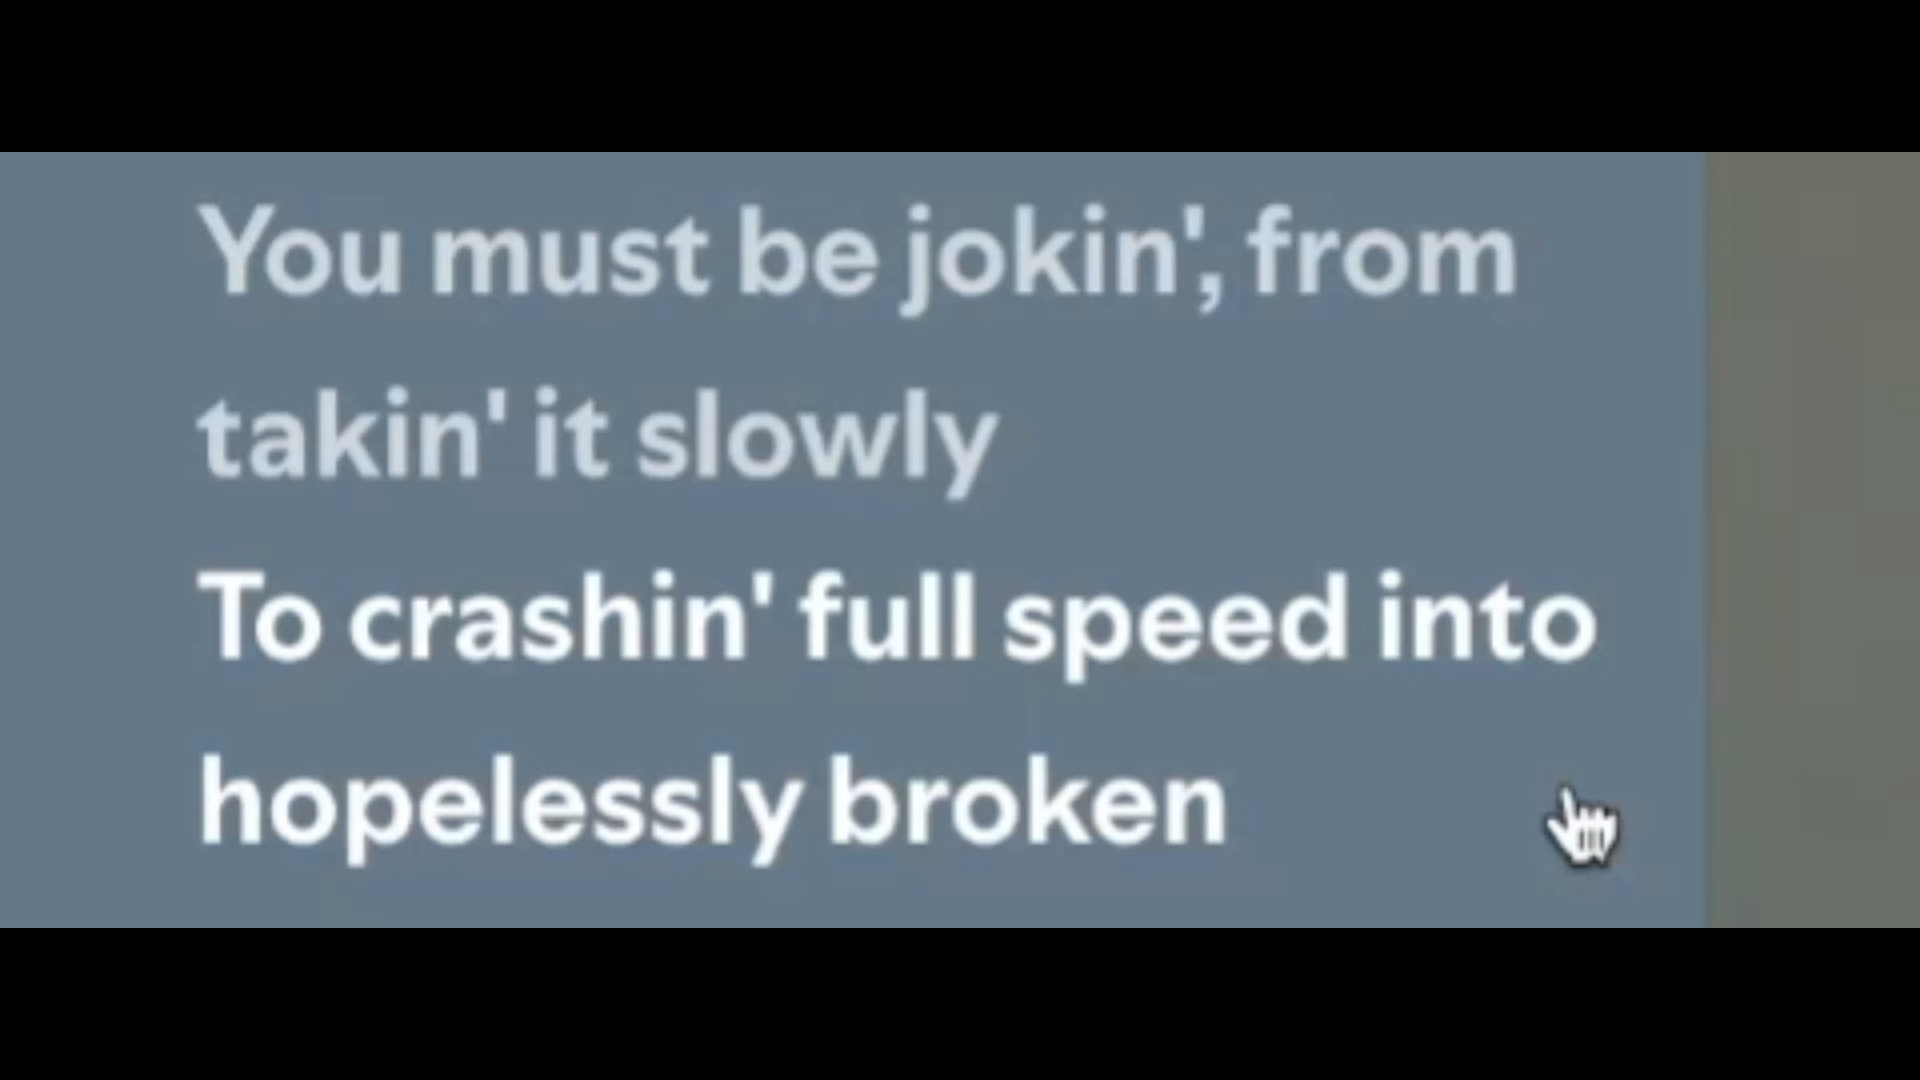 You must be jokin', from
takin' it slowly
To crashin' full speed into
hopelessly broken